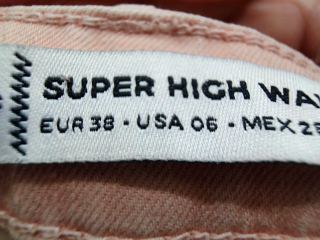 SUPER HIGH
EUR 38 - USA 06 - MEX